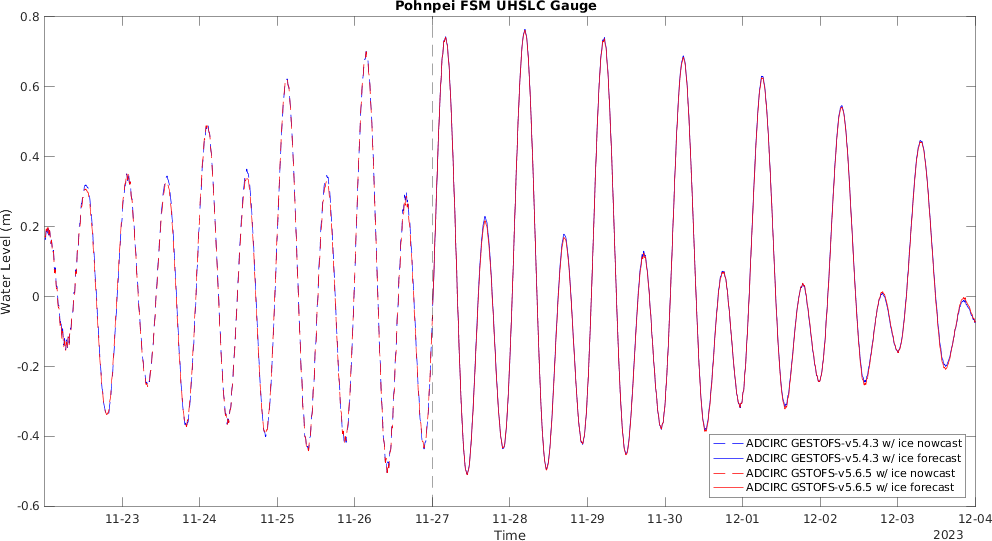 Pohnpei FSM UHSLC Gauge
Water Level (m)
0.8
0.6
0.4
0.2
0
-0.2
-0.4
-0.6
ADCIRC GESTOFS-v5.4.3 w/ ice nowcast
ADCIRC GESTOFS-v5.4.3 w/ ice forecast
ADCIRC GSTOFS-v5.6.5 w/ ice nowcast
ADCIRC GSTOFS-v5.6.5 w/ ice forecast
11-23 11-24 11-25 11-26 11-27 11-28 11-29 11-30 12-01 12-02 12-03 12-04
Time
2023